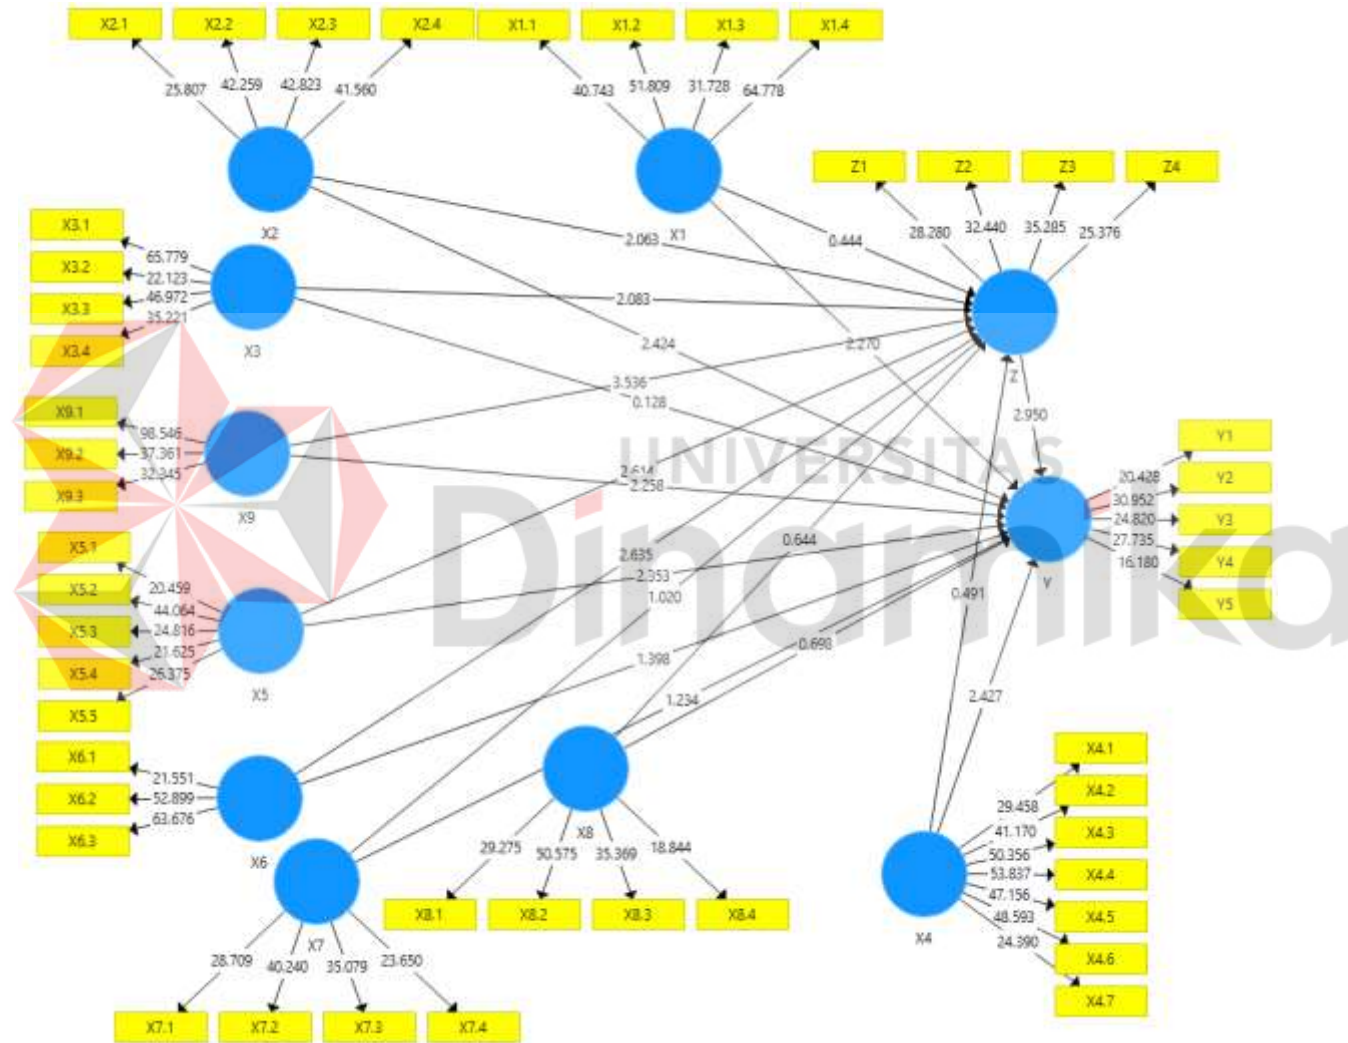 X2.1 X2.2 X2.3 X2.4 X1.1 X1.2 X1.3 X1.4
25.807 42.259 42.823 41.560 40.743 51.809 31.728 64.778
Z1 Z2 Z3 Z4
28.280 32.440 35.285 25.376
X2 X1
X3.1
X3.2
X3.3
X3.4
65.779
22.123
46.972
35.221
X3
2.063
0.444
2.083
2.424
2.270
Z
3.536
0.128
2.950
X9.1
X9.2
X9.3
98.546
37.361
32.345
X9
UNIVERSITAS
Dinamika
2.614
2.258
Y1
Y2
Y3
Y4
Y5
20.428
30.952
24.820
27.735
16.180
Y
X5.1
X5.2
X5.3
X5.4
X5.5
20.459
44.064
24.816
21.625
26.375
X5
2.635
2.353
1.020
0.644
0.491
1.398
0.698
1.234
2.427
X6.1
X6.2
X6.3
21.551
52.899
63.676
X6
X8
29.275 50.575 35.369 18.844
X8.1 X8.2 X8.3 X8.4
X7
28.709 40.240 35.079 23.650
X7.1 X7.2 X7.3 X7.4
X4.1
X4.2
X4.3
X4.4
X4.5
X4.6
X4.7
29.458
41.170
50.356
53.837
47.156
48.593
24.390
X4